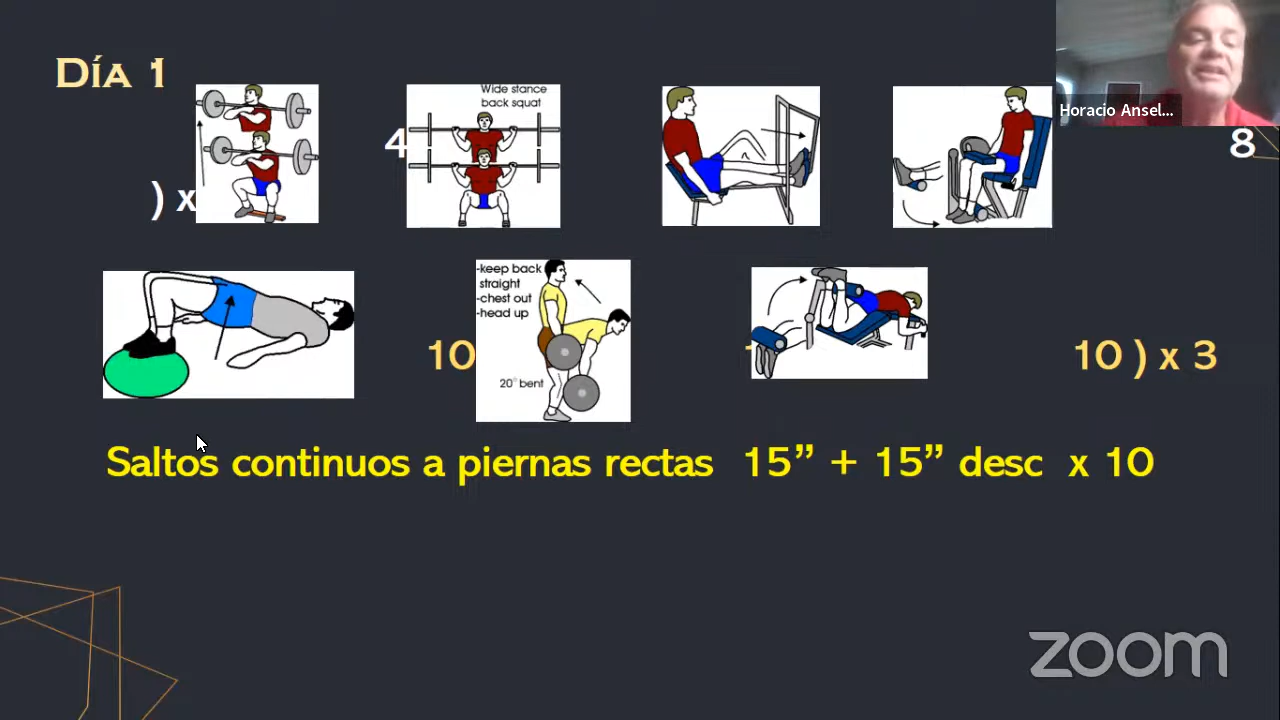 Día 1
Wide stance
back squat
Horacio Ansel...
4
8
) x
-keep back
straight
-chest out
-head up
10
10 ) x 3
20° bent
Saltos continuos a piernas rectas 15” + 15” desc x 10
zoom